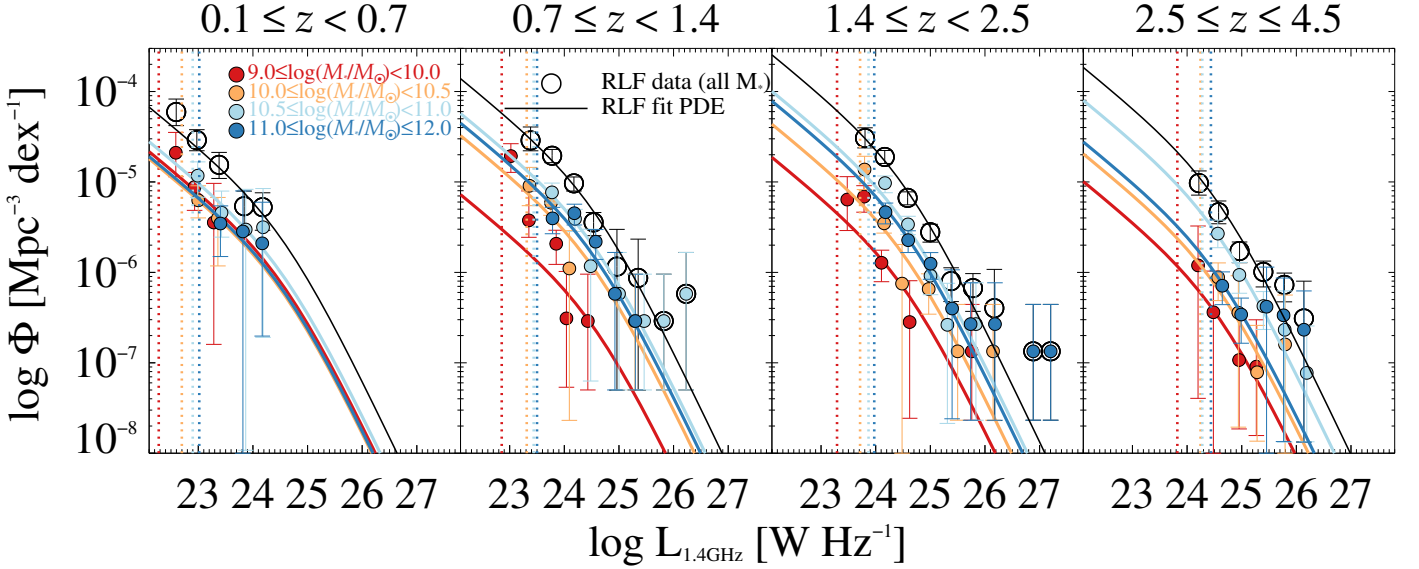 0.1 ≤ z < 0.7 0.7 ≤ z < 1.4 1.4 ≤ z < 2.5 2.5 ≤ z ≤ 4.5
9.0≤log(M*/M☉)<10.0
10.0≤log(M*/M☉)<10.5
10.5≤log(M*/M☉)<11.0
11.0≤log(M*/M☉)≤12.0
RLF data (all M*)
RLF fit PDE
log Φ [Mpc⁻³ dex⁻¹]
10⁻⁴
10⁻⁵
10⁻⁶
10⁻⁷
10⁻⁸
23 24 25 26 27 23 24 25 26 27 23 24 25 26 27 23 24 25 26 27
log L1.4GHz [W Hz⁻¹]